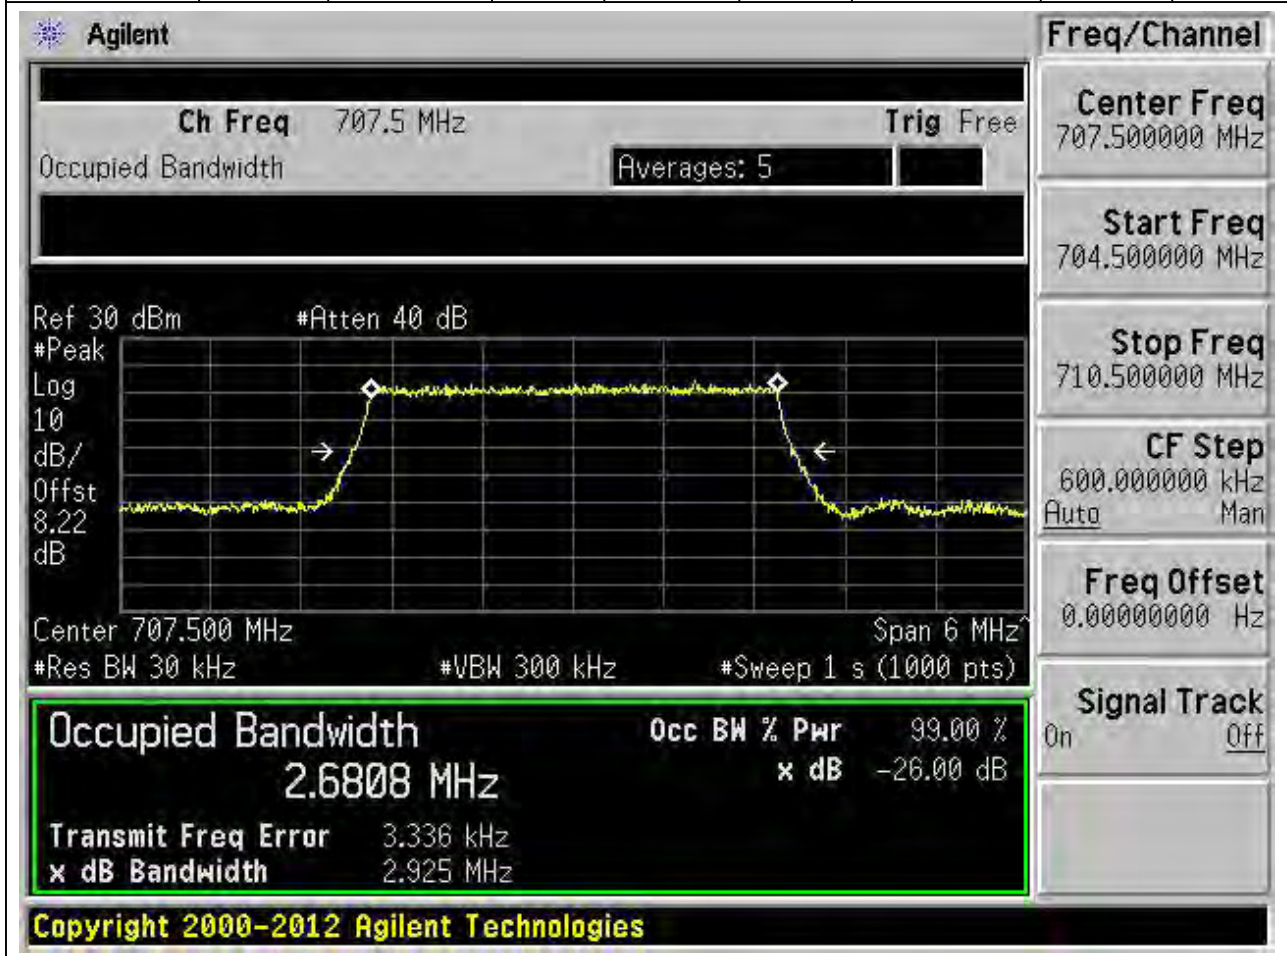 Agilent
Freq/Channel
Ch Freq 707.5 MHz Trig Free
Occupied Bandwidth Averages: 5
Center Freq
707.500000 MHz
Start Freq
704.500000 MHz
Stop Freq
710.500000 MHz
CF Step
600.000000 kHz
Auto Man
Freq Offset
0.00000000 Hz
Signal Track
On Off
Ref 30 dBm #Atten 40 dB
#Peak
Log
10
dB/
Offst
8.22
dB
Center 707.500 MHz Span 6 MHz^
#Res BW 30 kHz #VBW 300 kHz #Sweep 1 s (1000 pts)
Occupied Bandwidth Occ BW % Pwr 99.00 %
2.6808 MHz x dB -26.00 dB
Transmit Freq Error 3.336 kHz
x dB Bandwidth 2.925 MHz
Copyright 2000-2012 Agilent Technologies